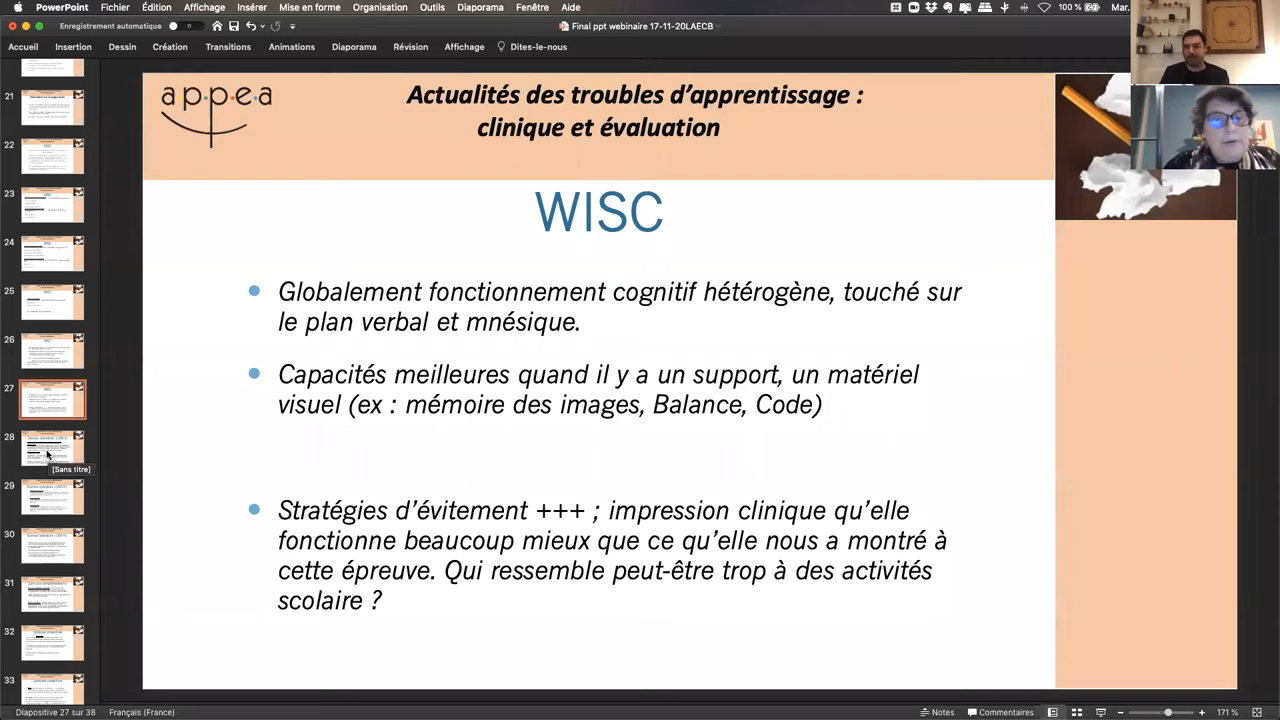 PowerPoint Fichier Édition Affichage Insérer Mise en forme Organisation Outils Diaporama Fenêtre Aide 100 % Mar.
Enregistrement automatique Final ppt webinaire 17-11-20LAECB
Accueil Insertion Dessin Création Transitions Animations Diaporama Révision Affichage Dites-le-nous
appea
Actualités des troubles d'apprentissage :
clinique et évaluation
WISC
Globalement fonctionnement cognitif hétérogène, touché sur
le plan verbal et mnésique.
Capacités meilleures quand il y a un support, un matériel
visuel (ex : mémoire des images, Balance, Code)
Stratégies d'évitement +++ ; impression clinique qu'elle
fonctionne beaucoup mieux que ce qu'elle nous a montré à
cette épreuve. Qui ressemble peut-être trop à des activités
scolaire ?
21
22
23
24
25
26
27
28
[Sans titre]
29
30
31
32
33
Diapositive 27 sur 38 Français (France) Notes Commentaires 171 %